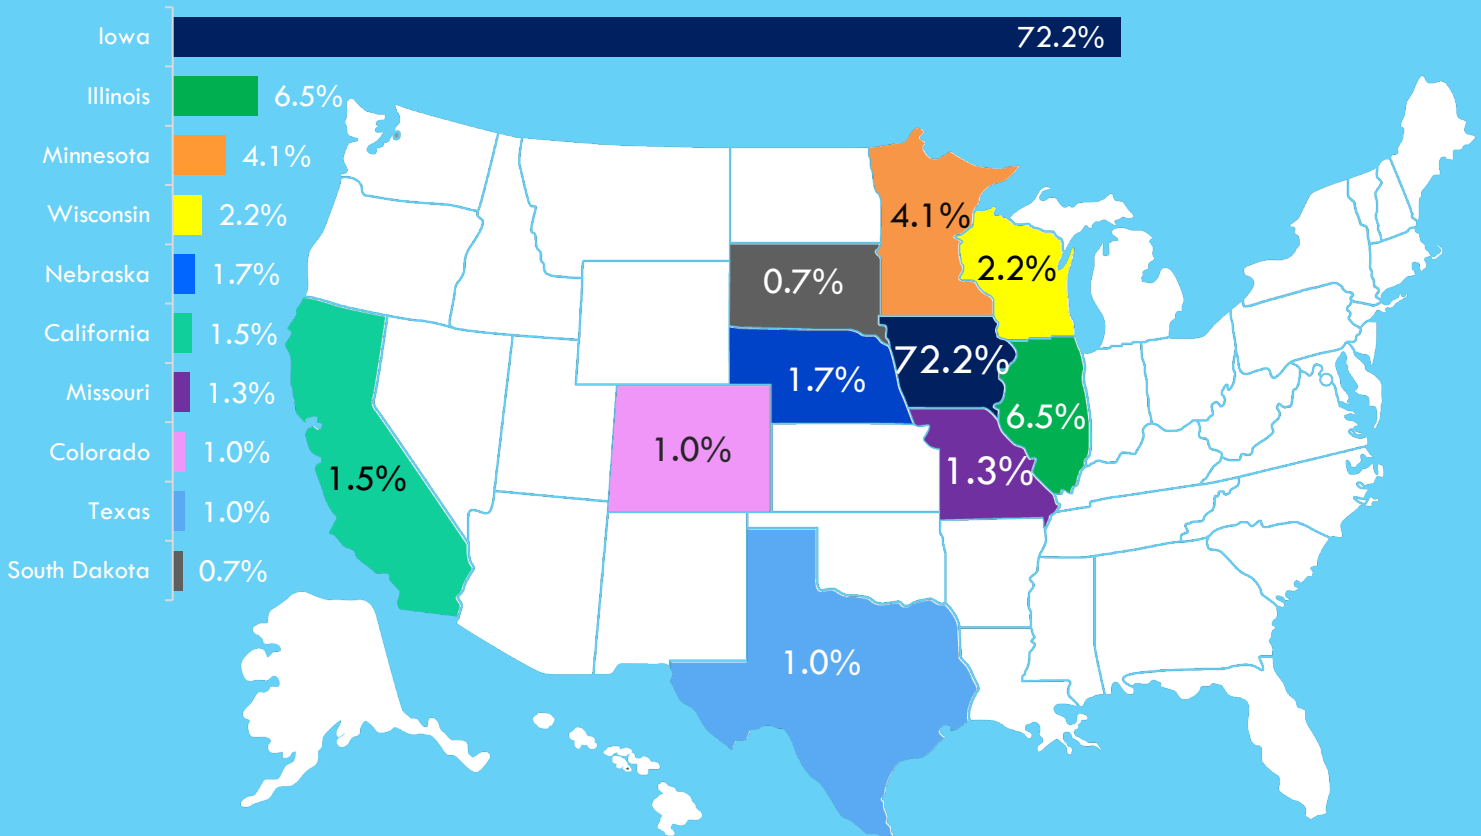 Iowa 72.2%
Illinois 6.5%
Minnesota 4.1%
Wisconsin 2.2%
Nebraska 1.7%
California 1.5%
Missouri 1.3%
Colorado 1.0%
Texas 1.0%
South Dakota 0.7%
4.1%
2.2%
0.7%
72.2%
1.7%
6.5%
1.0%
1.3%
1.5%
1.0%